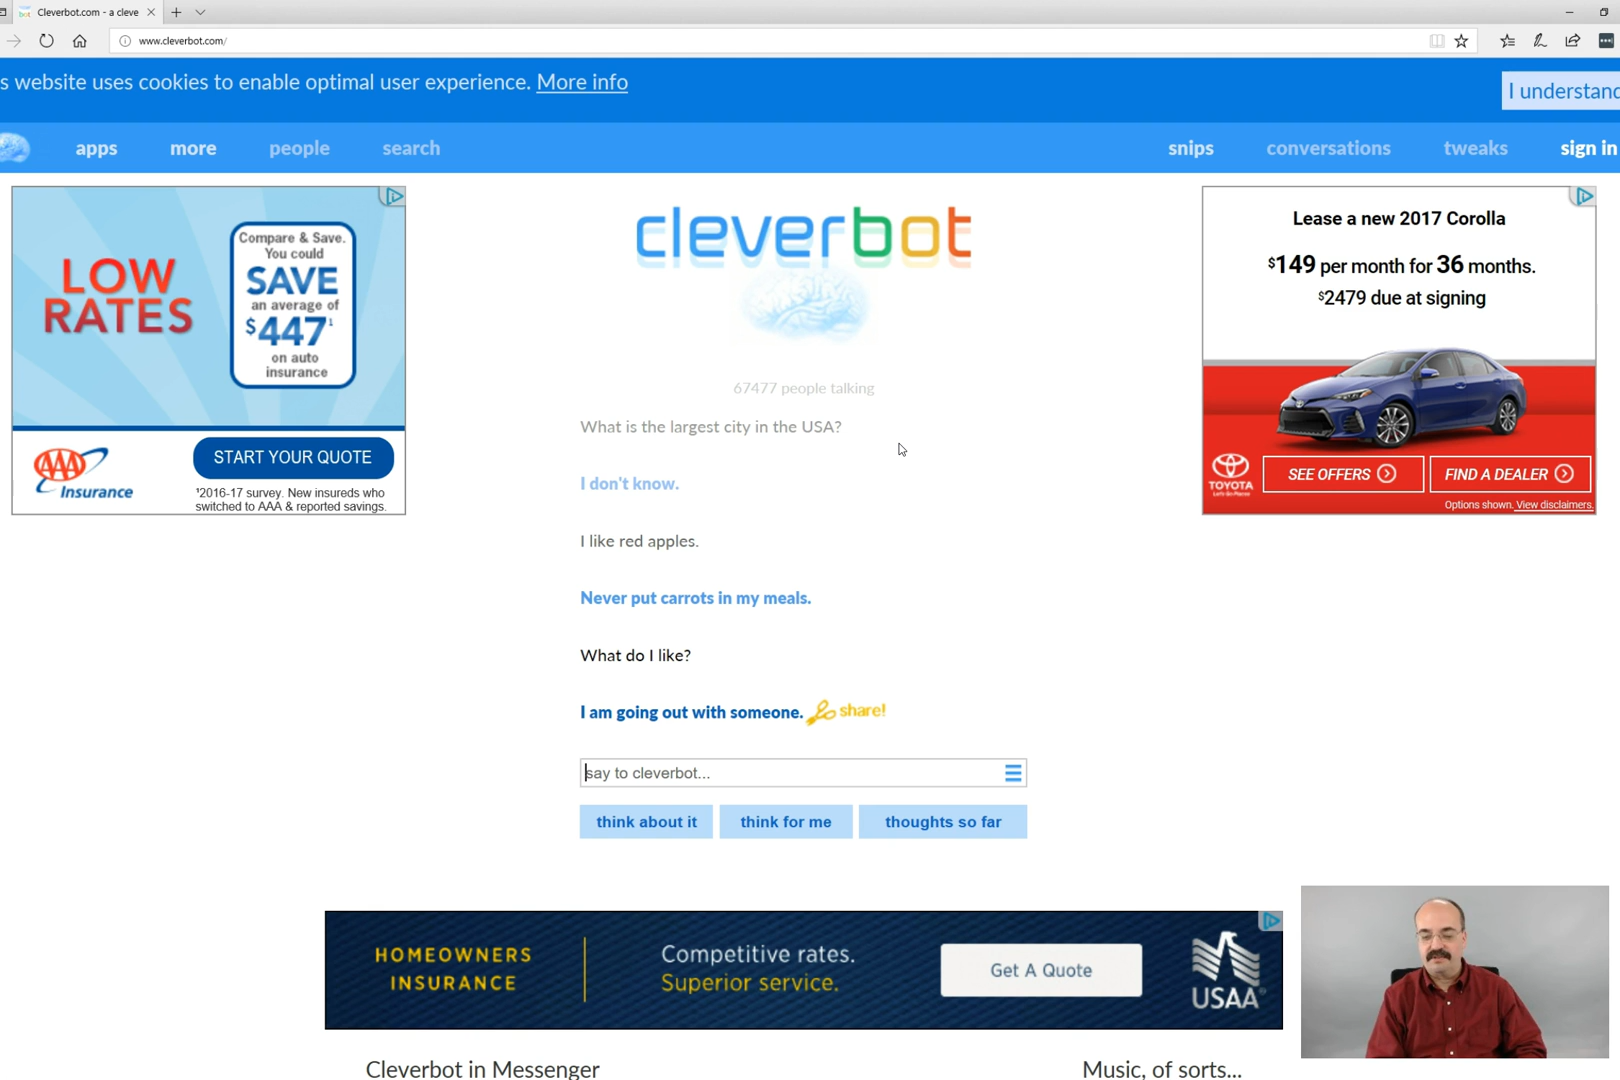 Cleverbot.com - a cleve
www.cleverbot.com/
s website uses cookies to enable optimal user experience. More info
I understand
apps more people search snips conversations tweaks sign in
LOW
RATES
Compare & Save.
You could
SAVE
an average of
$447¹
on auto
insurance
AAA
Insurance
START YOUR QUOTE
¹2016-17 survey. New insureds who
switched to AAA & reported savings.
cleverbot
67477 people talking
What is the largest city in the USA?
I don't know.
I like red apples.
Never put carrots in my meals.
What do I like?
I am going out with someone. share!
say to cleverbot...
think about it think for me thoughts so far
Lease a new 2017 Corolla
$149 per month for 36 months.
$2479 due at signing
TOYOTA
Let's Go Places
SEE OFFERS
FIND A DEALER
Options shown. View disclaimers.
HOMEOWNERS
INSURANCE
Competitive rates.
Superior service.
Get A Quote
USAA®
Cleverbot in Messenger
Music, of sorts...